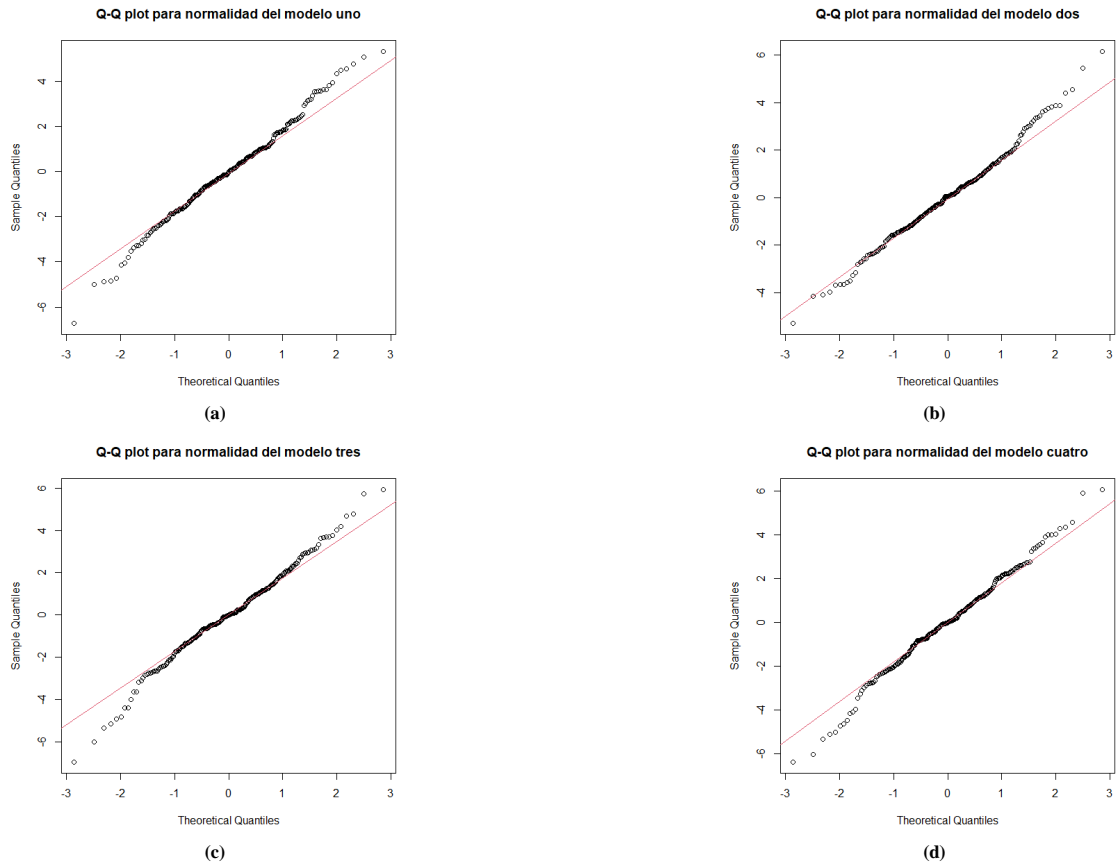 Q-Q plot para normalidad del modelo uno
Sample Quantiles
4
2
0
-2
-4
-6
-3 -2 -1 0 1 2 3
Theoretical Quantiles
(a)
Q-Q plot para normalidad del modelo dos
Sample Quantiles
6
4
2
0
-2
-4
-3 -2 -1 0 1 2 3
Theoretical Quantiles
(b)
Q-Q plot para normalidad del modelo tres
Sample Quantiles
6
4
2
0
-2
-4
-6
-3 -2 -1 0 1 2 3
Theoretical Quantiles
(c)
Q-Q plot para normalidad del modelo cuatro
Sample Quantiles
6
4
2
0
-2
-4
-6
-3 -2 -1 0 1 2 3
Theoretical Quantiles
(d)